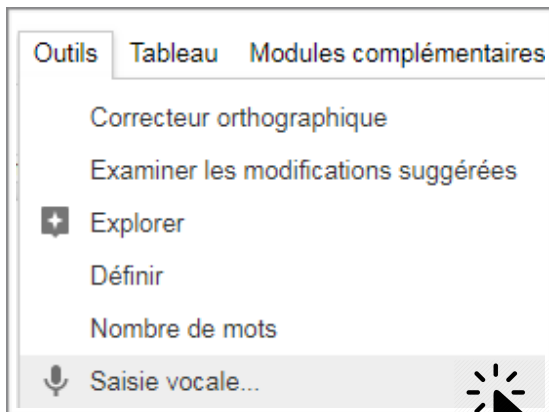 Outils Tableau Modules complémentaires
Correcteur orthographique
Examiner les modifications suggérées
Explorer
Définir
Nombre de mots
Saisie vocale...